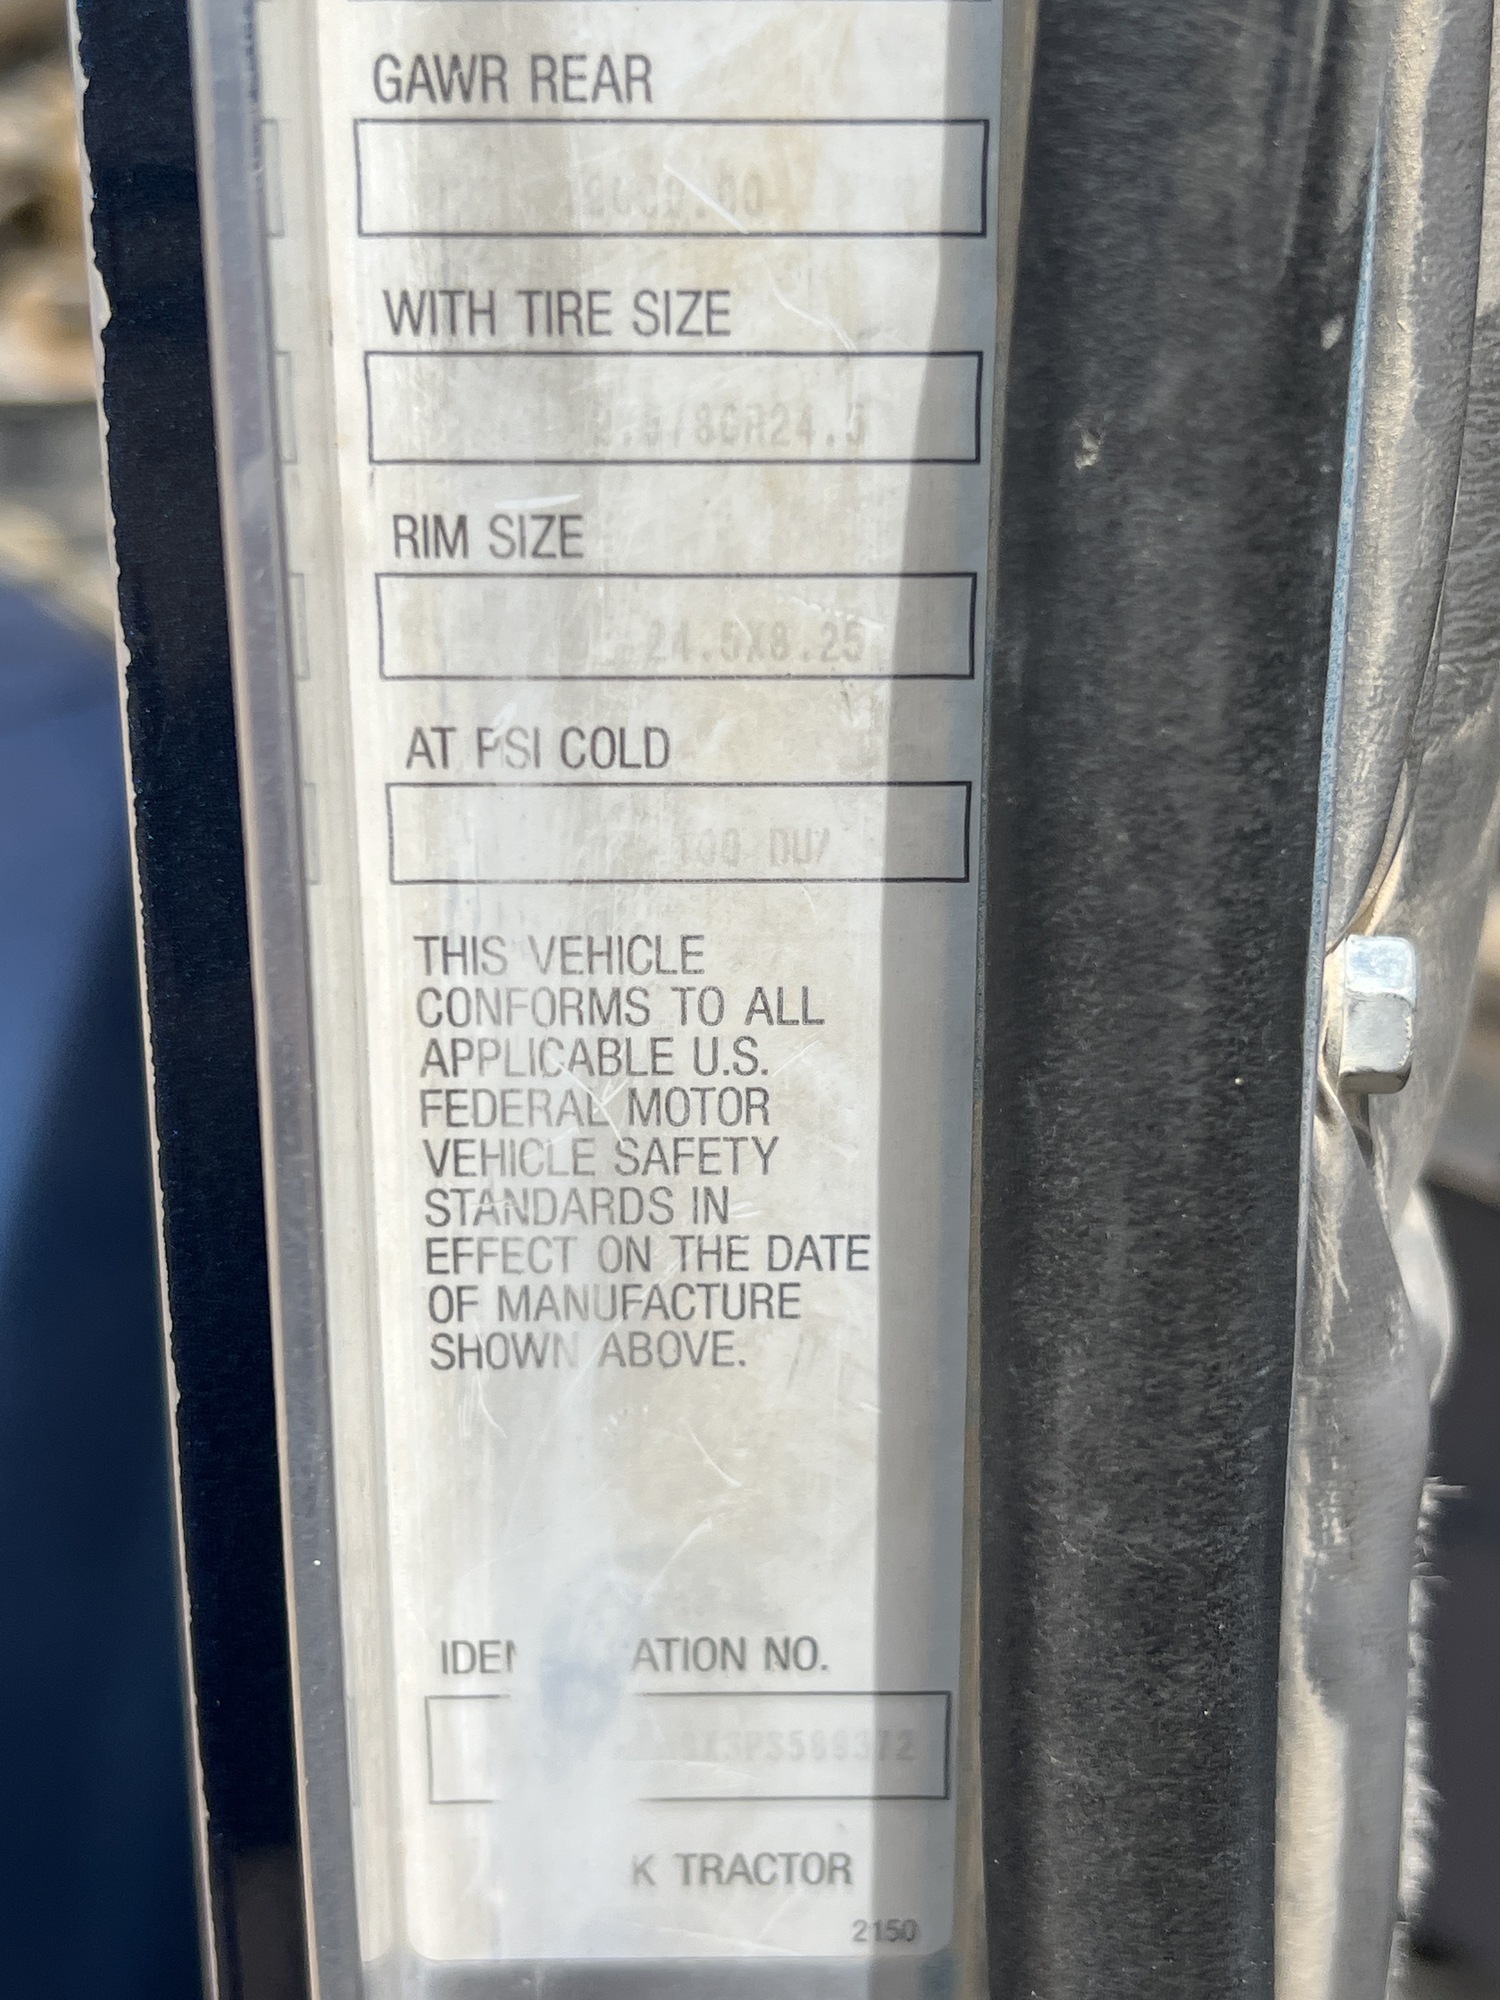 GAWR REAR
WITH TIRE SIZE
RIM SIZE
24.5X8.25
AT PSI COLD
THIS VEHICLE
CONFORMS TO ALL
APPLICABLE U.S.
FEDERAL MOTOR
VEHICLE SAFETY
STANDARDS IN
EFFECT ON THE DATE
OF MANUFACTURE
SHOWN ABOVE.
NO.
TRACTOR
2150